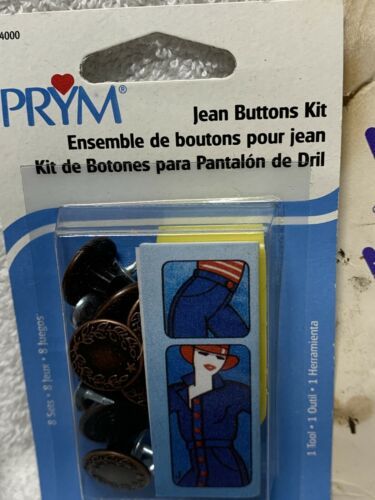 4000
PRYM®
Jean Buttons Kit
Ensemble de boutons pour jean
Kit de Botones para Pantalón de Dril
8 Sets • 8 Jeux • 8 Juegos
1 Tool • 1 Outil • 1 Herramienta